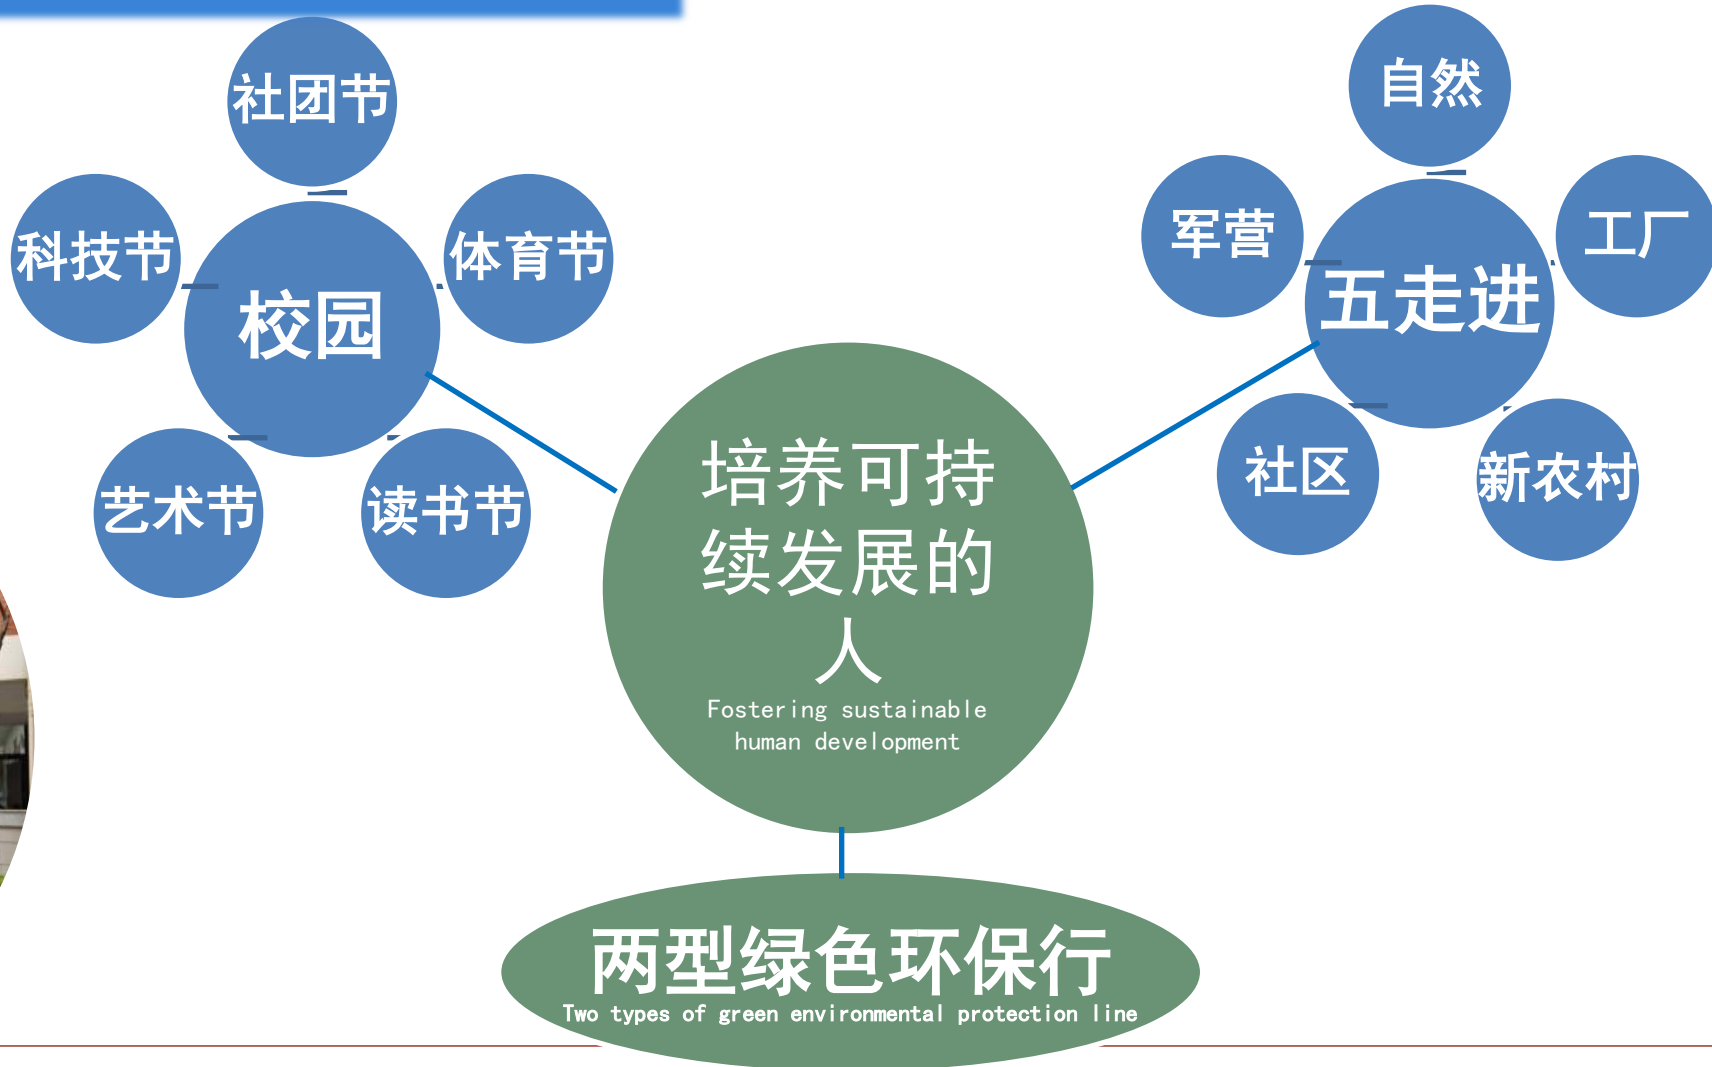 社团节
科技节
体育节
校园
艺术节
读书节
自然
军营
工厂
五走进
社区
新农村
培养可持
续发展的
人
Fostering sustainable
human development
两型绿色环保行
Two types of green environmental protection line